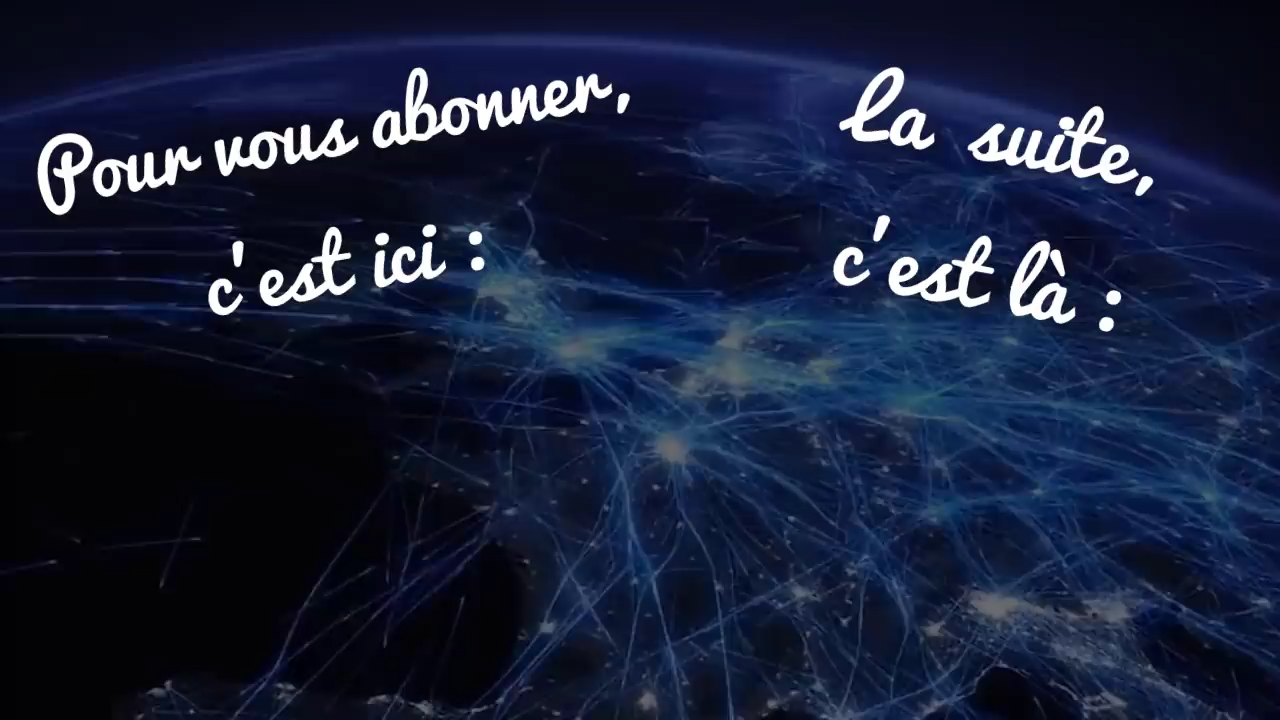 Pour vous abonner,
c'est ici :
La suite,
c'est là :